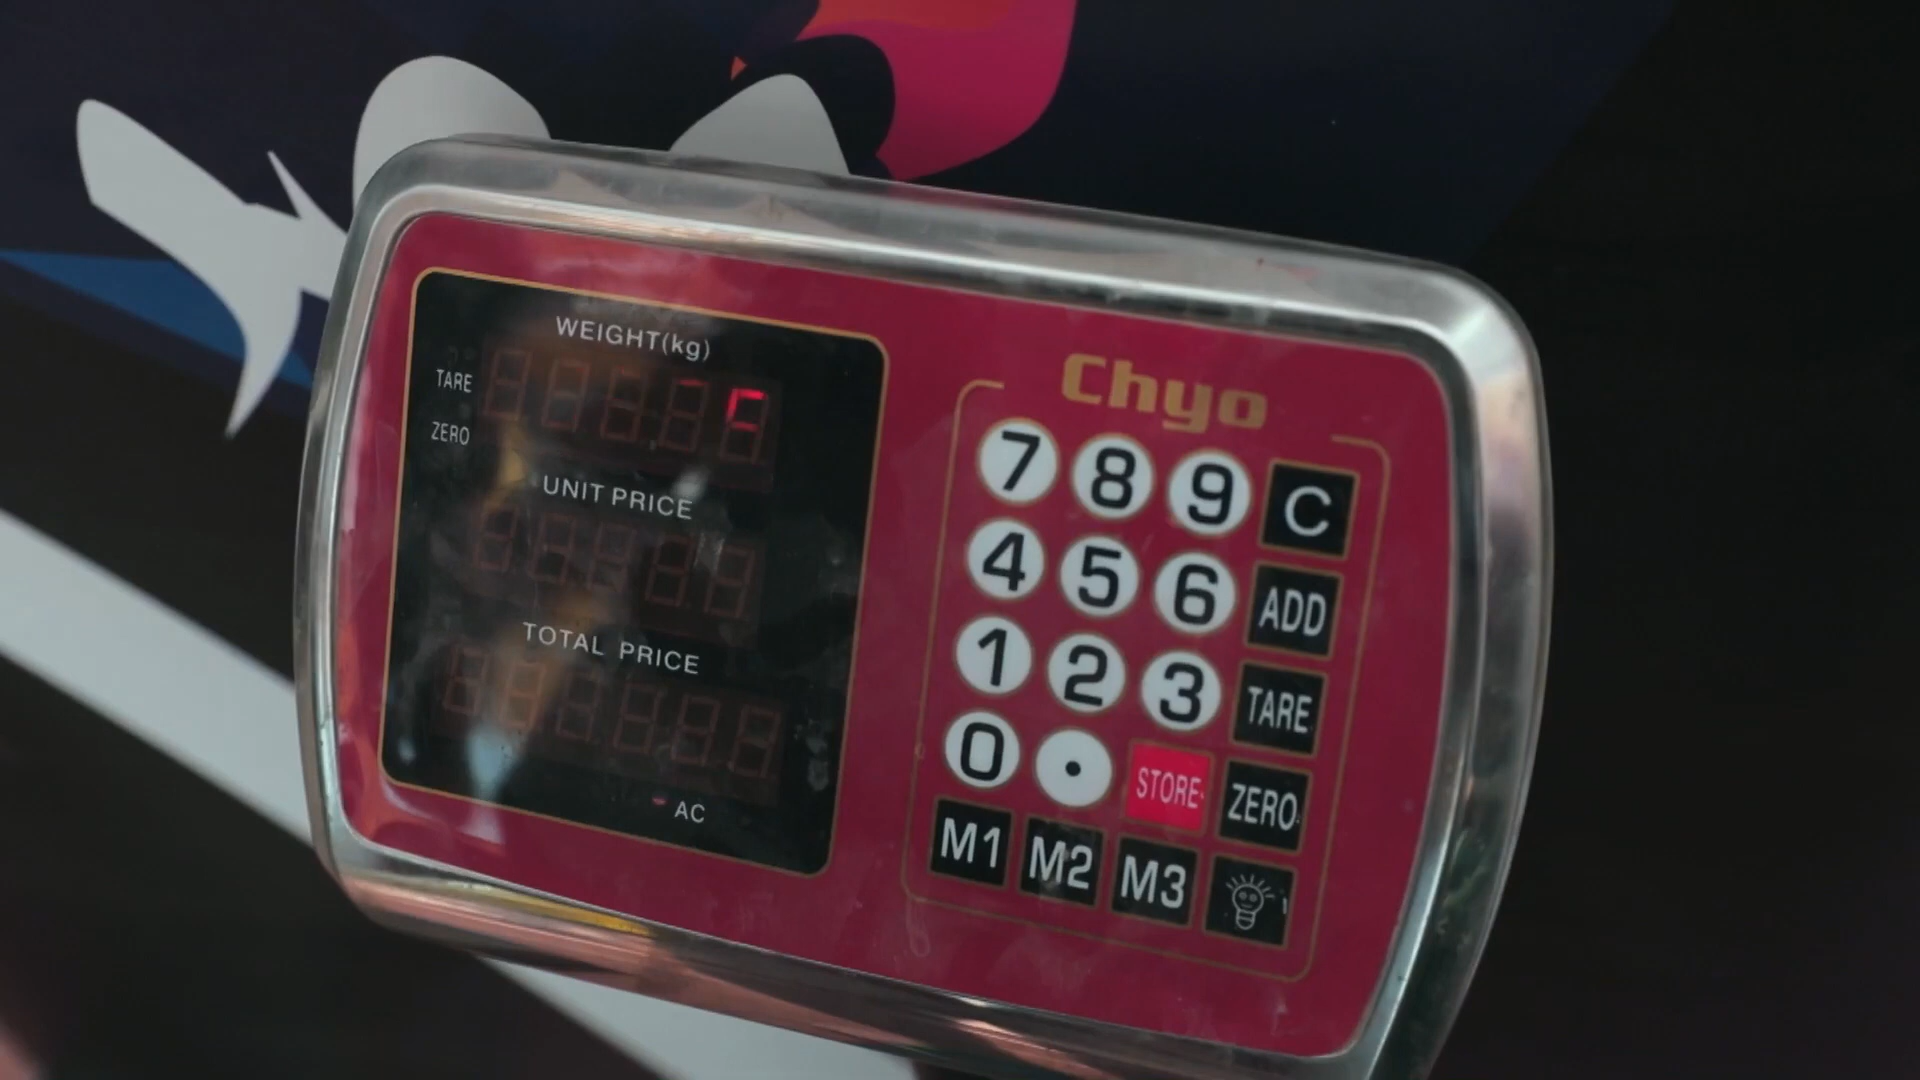 WEIGHT(kg)
TARE
ZERO
UNIT PRICE
TOTAL PRICE
AC
Chyo
7 8 9 C
4 5 6 ADD
1 2 3 TARE
0 . STORE ZERO
M1 M2 M3